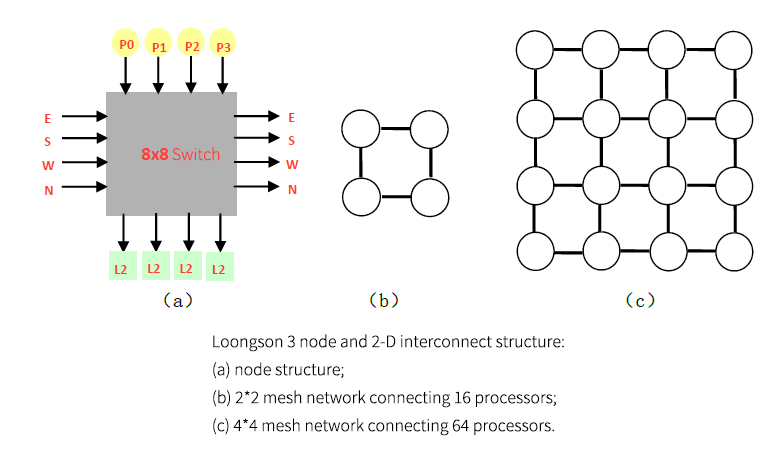 P0 P1 P2 P3
E E
S S
8x8 Switch
W W
N N
L2 L2 L2 L2
(a) (b) (c)
Loongson 3 node and 2-D interconnect structure:
(a) node structure;
(b) 2*2 mesh network connecting 16 processors;
(c) 4*4 mesh network connecting 64 processors.